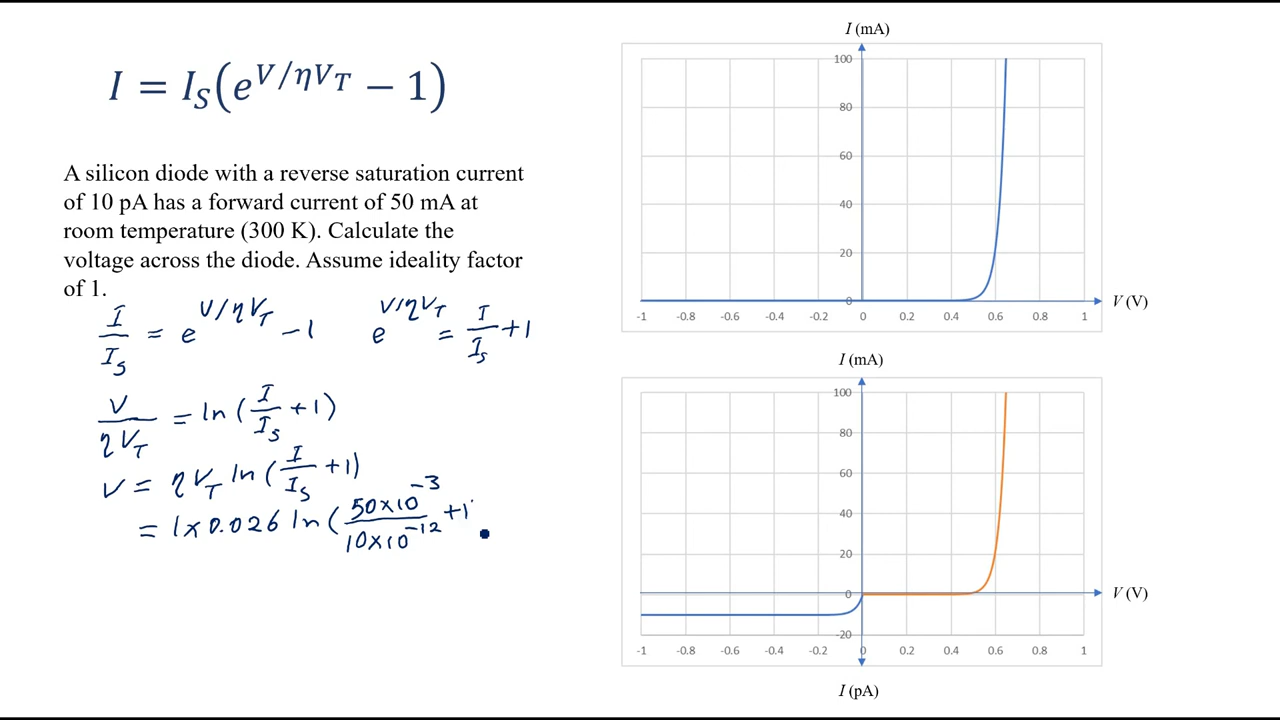 I = I_S(e^{V/ηV_T} − 1)
A silicon diode with a reverse saturation current
of 10 pA has a forward current of 50 mA at
room temperature (300 K). Calculate the
voltage across the diode. Assume ideality factor
of 1.
I/I_S = e^{V/ηV_T} − 1 e^{V/ηV_T} = I/I_S + 1
V/ηV_T = ln(I/I_S + 1)
V = ηV_T ln(I/I_S + 1)
= 1×0.026 ln(50×10^{-3}/10×10^{-12} + 1
I (mA)
100
80
60
40
20
0
-1 -0.8 -0.6 -0.4 -0.2 0 0.2 0.4 0.6 0.8 1
V (V)
I (mA)
100
80
60
40
20
0
V (V)
-20
-1 -0.8 -0.6 -0.4 -0.2 0 0.2 0.4 0.6 0.8 1
I (pA)